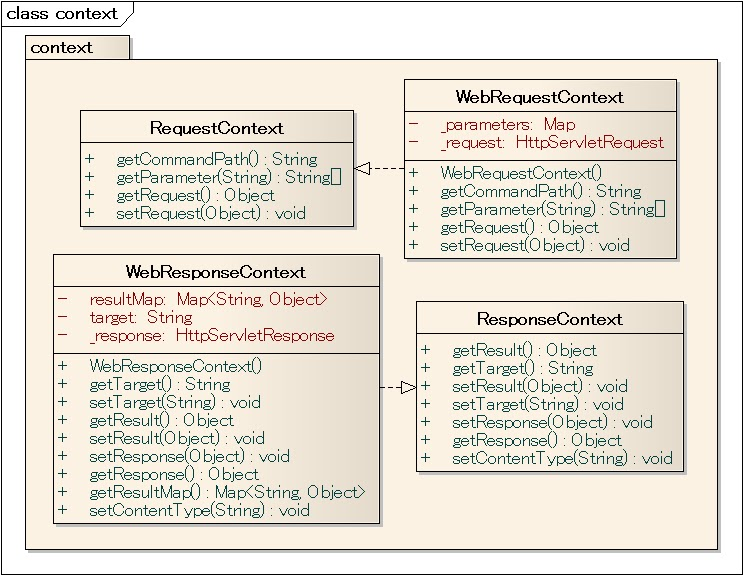 class context
context
RequestContext
+ getCommandPath() : String
+ getParameter(String) : String[]
+ getRequest() : Object
+ setRequest(Object) : void
WebRequestContext
- _parameters: Map
- _request: HttpServletRequest
+ WebRequestContext()
+ getCommandPath() : String
+ getParameter(String) : String[]
+ getRequest() : Object
+ setRequest(Object) : void
WebResponseContext
- resultMap: Map<String, Object>
- target: String
- _response: HttpServletResponse
+ WebResponseContext()
+ getTarget() : String
+ setTarget(String) : void
+ getResult() : Object
+ setResult(Object) : void
+ setResponse(Object) : void
+ getResponse() : Object
+ getResultMap() : Map<String, Object>
+ setContentType(String) : void
ResponseContext
+ getResult() : Object
+ getTarget() : String
+ setResult(Object) : void
+ setTarget(String) : void
+ setResponse(Object) : void
+ getResponse() : Object
+ setContentType(String) : void